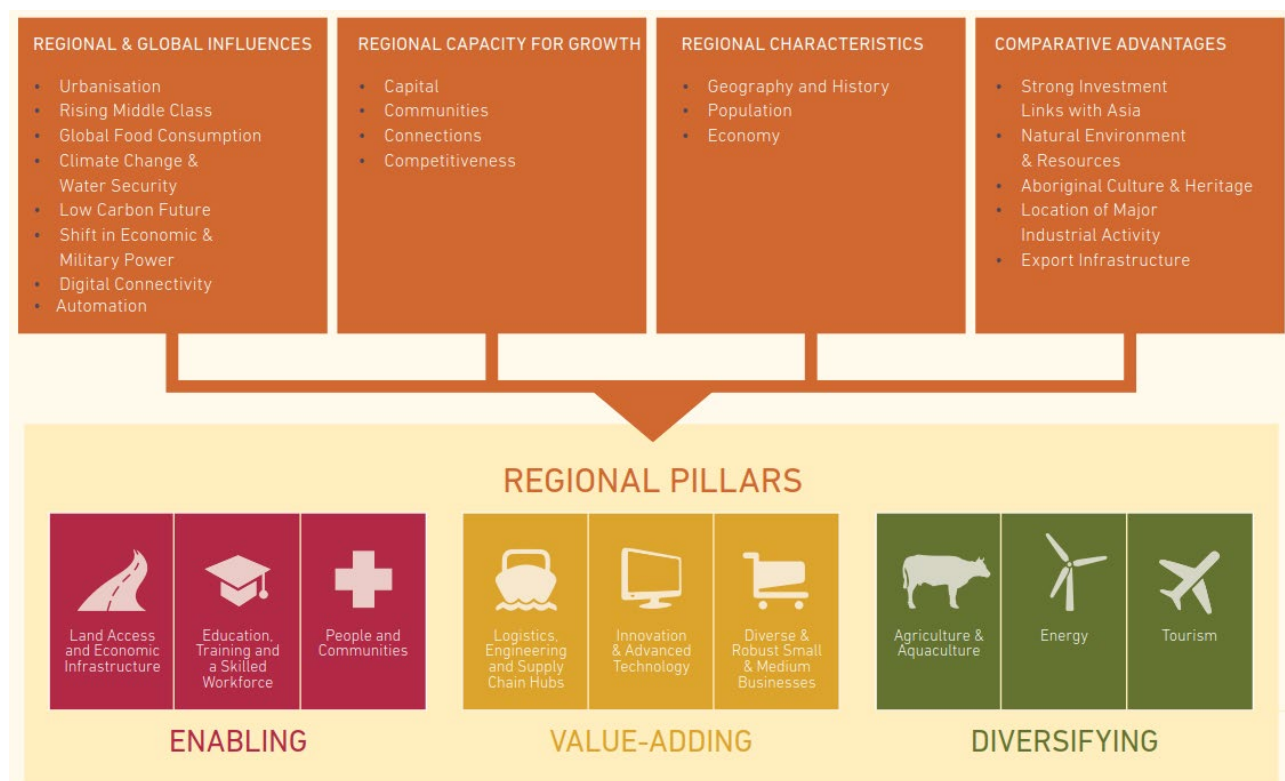 REGIONAL & GLOBAL INFLUENCES
• Urbanisation
• Rising Middle Class
• Global Food Consumption
• Climate Change &
Water Security
• Low Carbon Future
• Shift in Economic &
Military Power
• Digital Connectivity
• Automation
REGIONAL CAPACITY FOR GROWTH
• Capital
• Communities
• Connections
• Competitiveness
REGIONAL CHARACTERISTICS
• Geography and History
• Population
• Economy
COMPARATIVE ADVANTAGES
• Strong Investment
Links with Asia
• Natural Environment
& Resources
• Aboriginal Culture & Heritage
• Location of Major
Industrial Activity
• Export Infrastructure
REGIONAL PILLARS
Land Access
and Economic
Infrastructure
Education,
Training and
a Skilled
Workforce
People and
Communities
ENABLING
Logistics,
Engineering
and Supply
Chain Hubs
Innovation
& Advanced
Technology
Diverse &
Robust Small
& Medium
Businesses
VALUE-ADDING
Agriculture &
Aquaculture
Energy
Tourism
DIVERSIFYING